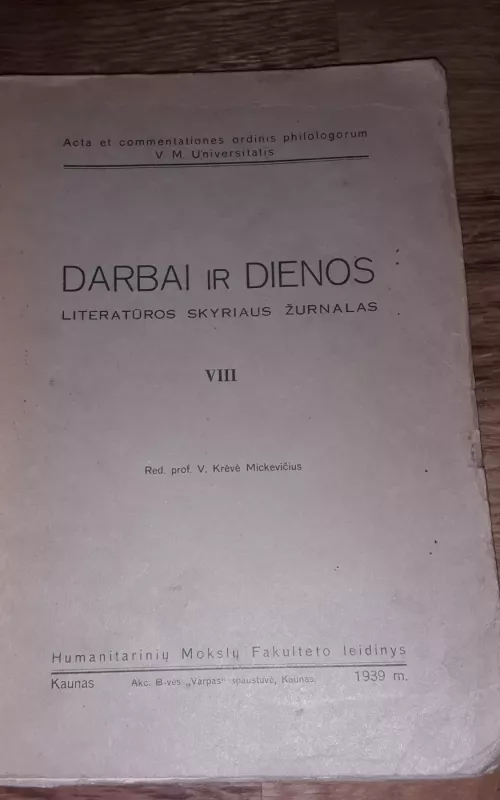 Acta et commentationes ordinis philologorum
V. M. Universitatis
DARBAI IR DIENOS
LITERATŪROS SKYRIAUS ŽURNALAS
VIII
Red. prof. V. Krėvė Mickevičius
Humanitarinių Mokslų Fakulteto leidinys
Kaunas Akc. B-vės „Varpas" spaustuvė, Kaunas. 1939 m.